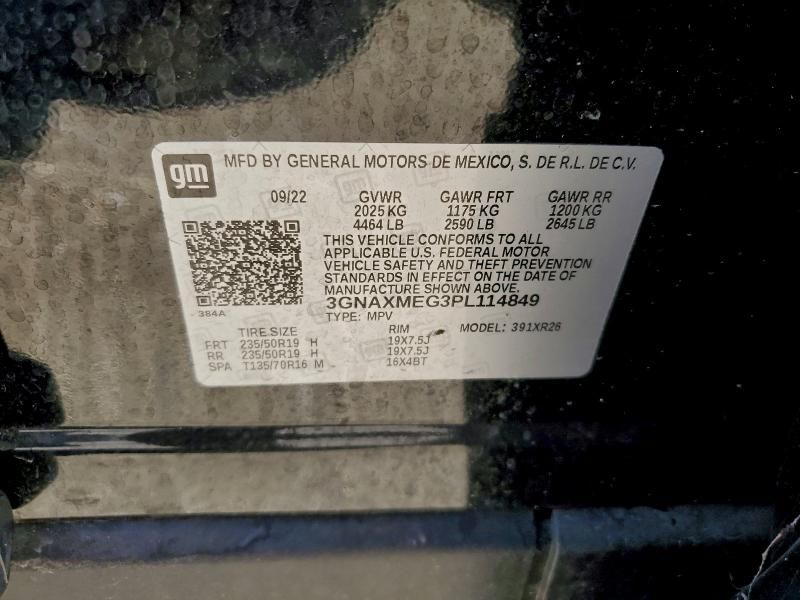 gm MFD BY GENERAL MOTORS DE MEXICO, S. DE R.L. DE C.V.
09/22 GVWR GAWR FRT GAWR RR
2025 KG 1175 KG 1200 KG
4464 LB 2590 LB 2645 LB
THIS VEHICLE CONFORMS TO ALL
APPLICABLE U.S. FEDERAL MOTOR
VEHICLE SAFETY AND THEFT PREVENTION
STANDARDS IN EFFECT ON THE DATE OF
MANUFACTURE SHOWN ABOVE.
3GNAXMEG3PL114849
384A
TYPE: MPV
TIRE SIZE RIM MODEL: 391XR26
FRT 235/50R19 H 19X7.5J
RR 235/50R19 H 19X7.5J
SPA T135/70R16 M 16X4BT